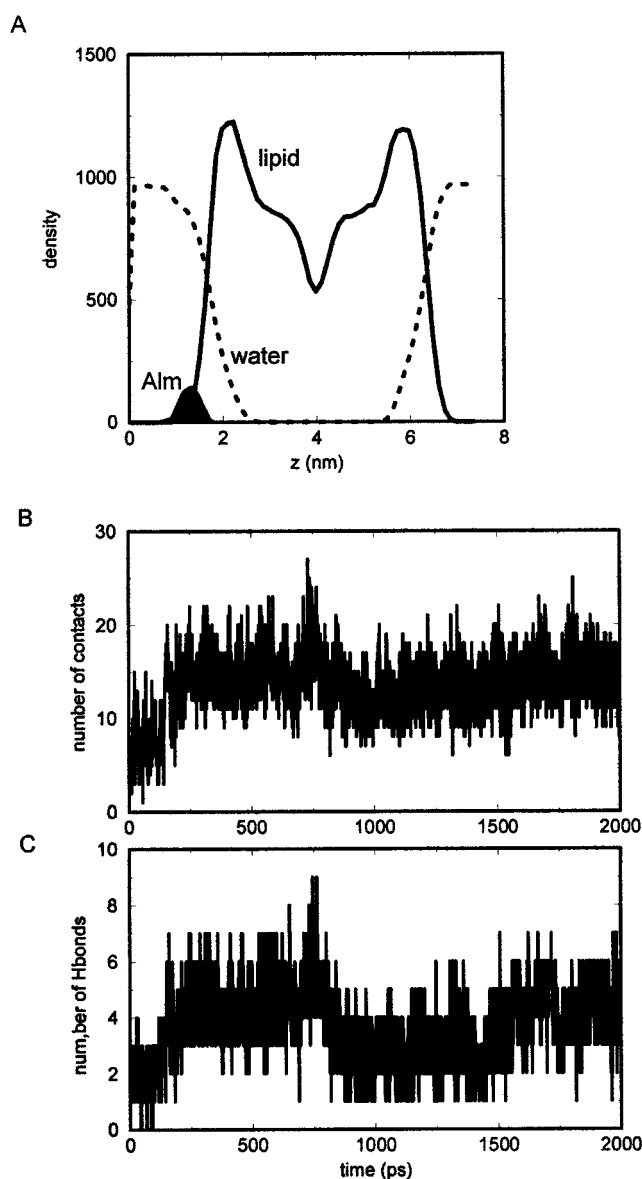 A
1500
1000
500
0
density
lipid
water
Alm
0 2 4 6 8
z (nm)
B
30
20
10
0
number of contacts
0 500 1000 1500 2000
C
10
8
6
4
2
0
num,ber of Hbonds
0 500 1000 1500 2000
time (ps)